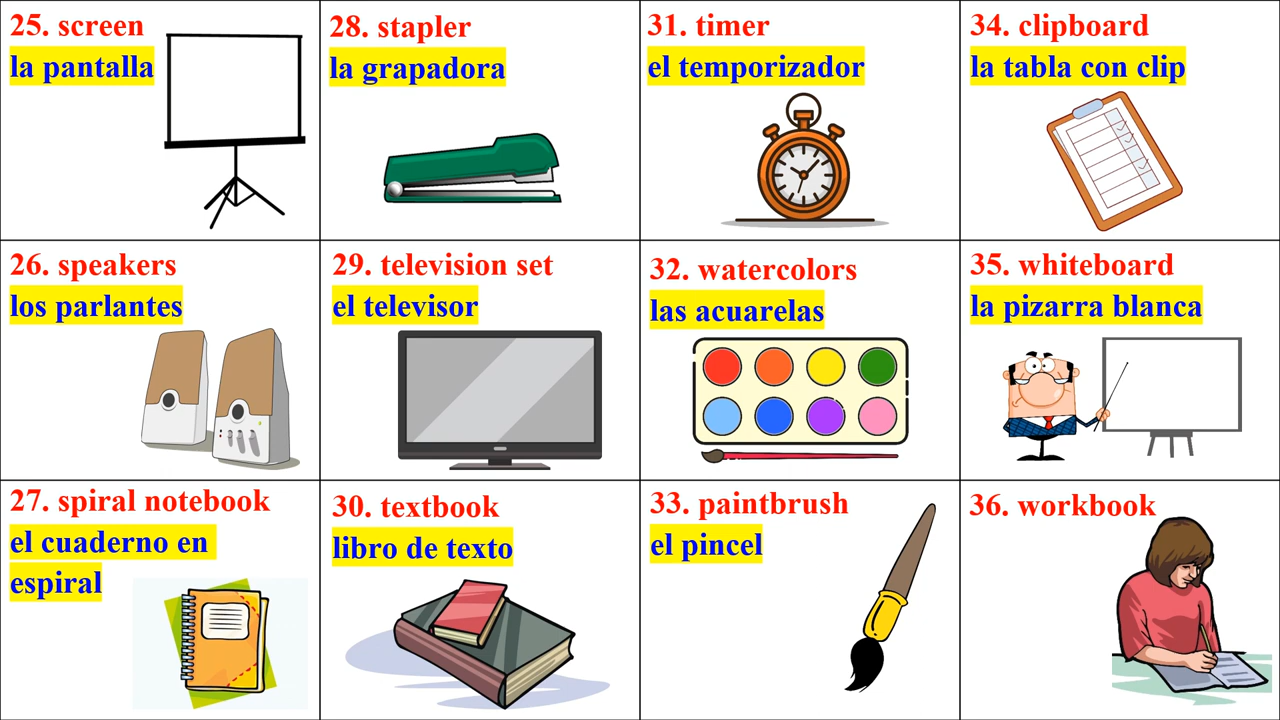 25. screen
la pantalla
26. speakers
los parlantes
27. spiral notebook
el cuaderno en
espiral
28. stapler
la grapadora
29. television set
el televisor
30. textbook
libro de texto
31. timer
el temporizador
32. watercolors
las acuarelas
33. paintbrush
el pincel
34. clipboard
la tabla con clip
35. whiteboard
la pizarra blanca
36. workbook